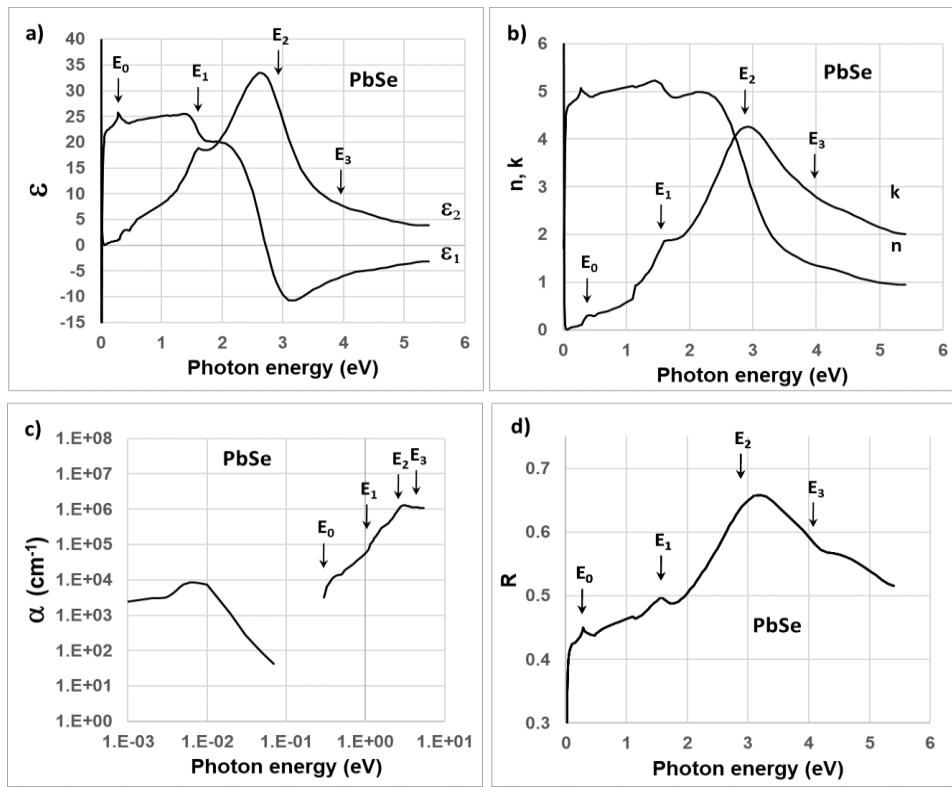 a)
PbSe
40
35
30
25
20
15
10
5
0
-5
-10
-15
ε
E0
E1
E2
E3
ε2
ε1
0 1 2 3 4 5 6
Photon energy (eV)
b)
PbSe
6
5
4
3
2
1
0
n, k
E0
E1
E2
E3
k
n
0 1 2 3 4 5 6
Photon energy (eV)
c)
PbSe
1.E+08
1.E+07
1.E+06
1.E+05
1.E+04
1.E+03
1.E+02
1.E+01
1.E+00
α (cm-1)
E0
E1
E2 E3
1.E-03 1.E-02 1.E-01 1.E+00 1.E+01
Photon energy (eV)
d)
0.7
0.6
0.5
0.4
0.3
R
E0
E1
E2
E3
PbSe
0 1 2 3 4 5 6
Photon energy (eV)